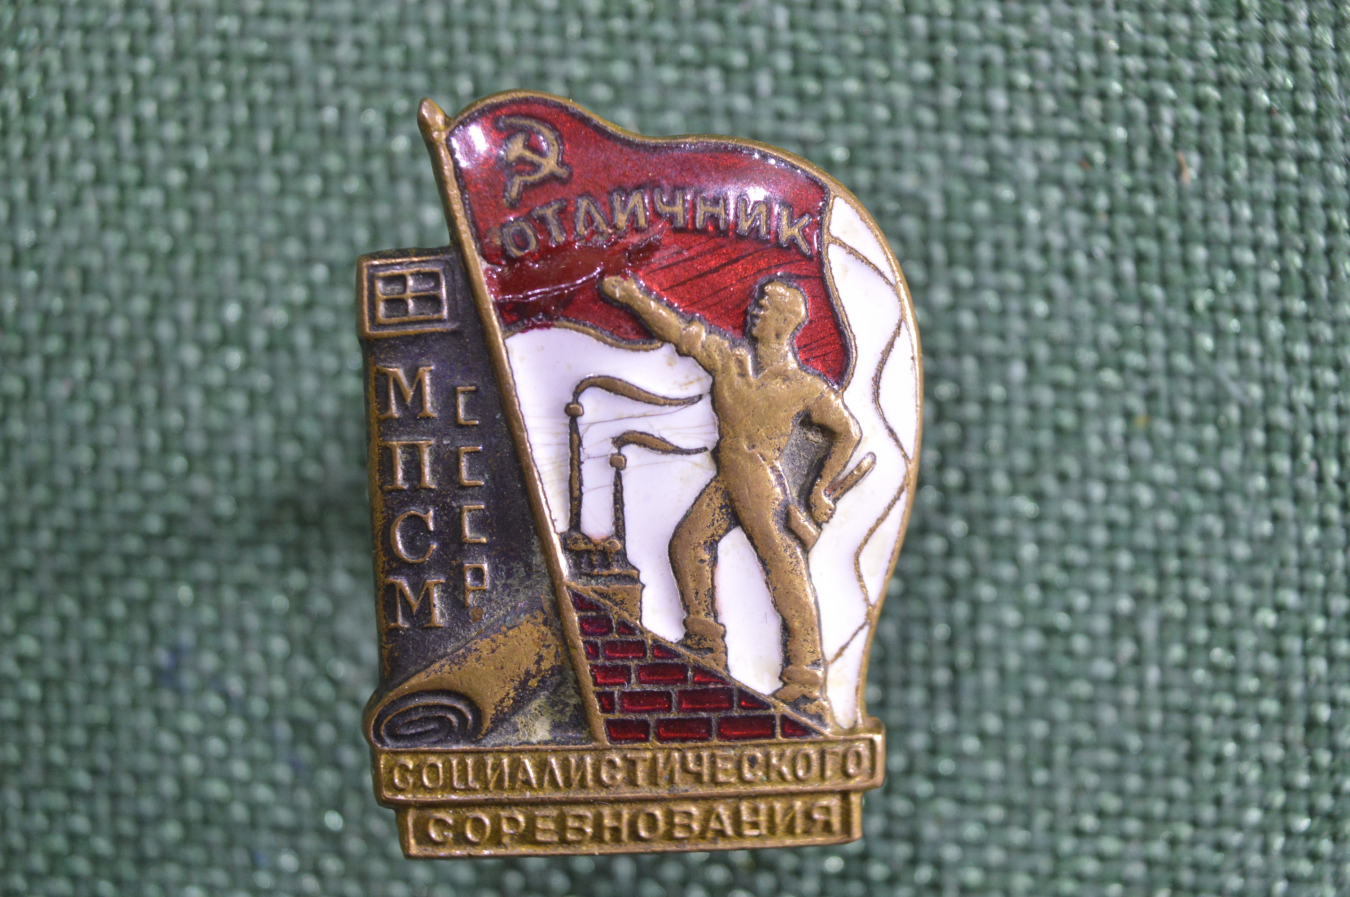 ОТЛИЧНИК
МПСМ
СССР
СОЦИАЛИСТИЧЕСКОГО
СОРЕВНОВАНИЯ